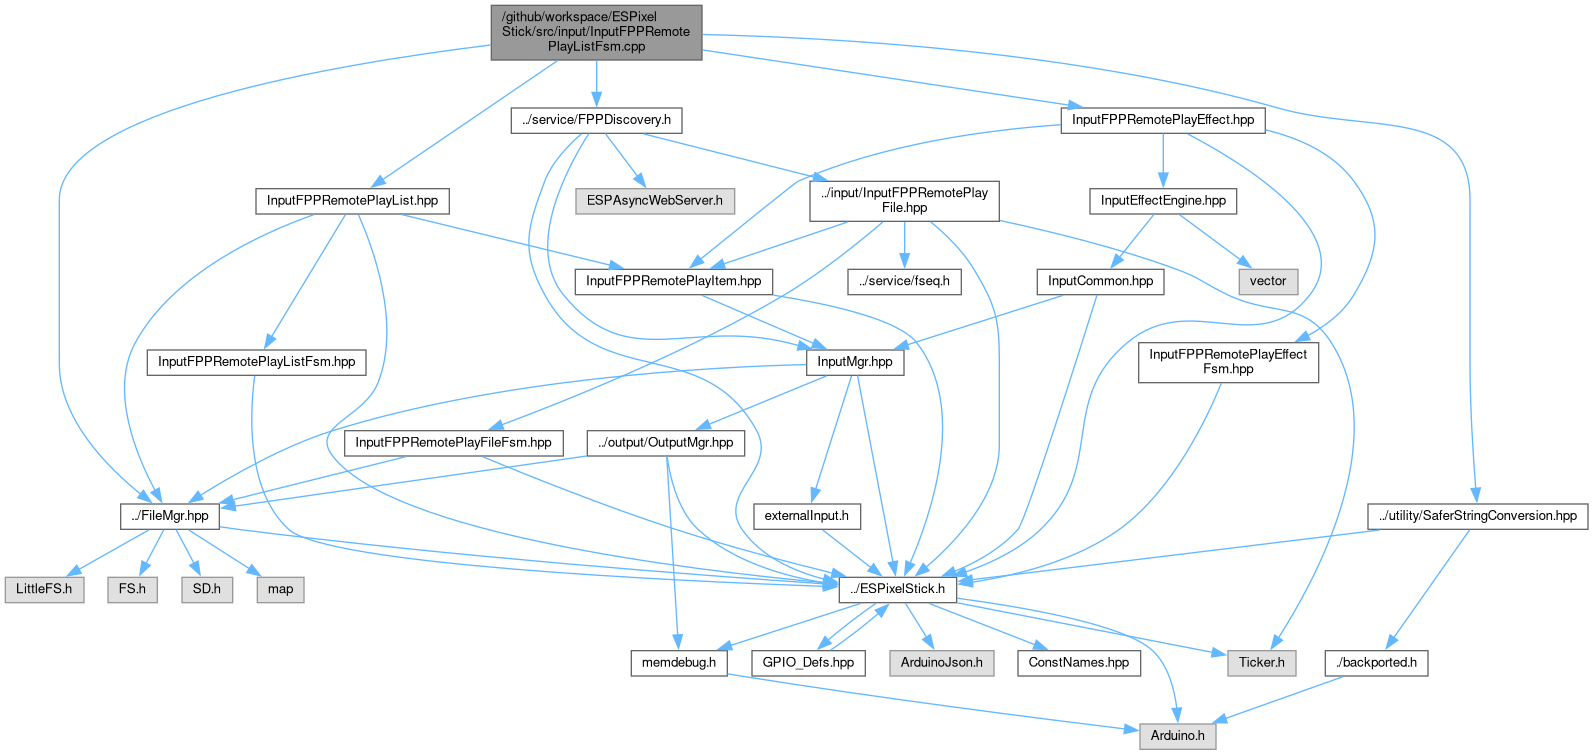 /github/workspace/ESPixel
Stick/src/input/InputFPPRemote
PlayListFsm.cpp
../service/FPPDiscovery.h
InputFPPRemotePlayEffect.hpp
InputFPPRemotePlayList.hpp
ESPAsyncWebServer.h
../input/InputFPPRemotePlay
File.hpp
InputEffectEngine.hpp
InputFPPRemotePlayItem.hpp
../service/fseq.h
InputCommon.hpp
vector
InputFPPRemotePlayListFsm.hpp
InputMgr.hpp
InputFPPRemotePlayEffect
Fsm.hpp
InputFPPRemotePlayFileFsm.hpp
../output/OutputMgr.hpp
../FileMgr.hpp
externalInput.h
../utility/SaferStringConversion.hpp
LittleFS.h
FS.h
SD.h
map
../ESPixelStick.h
memdebug.h
GPIO_Defs.hpp
ArduinoJson.h
ConstNames.hpp
Ticker.h
./backported.h
Arduino.h